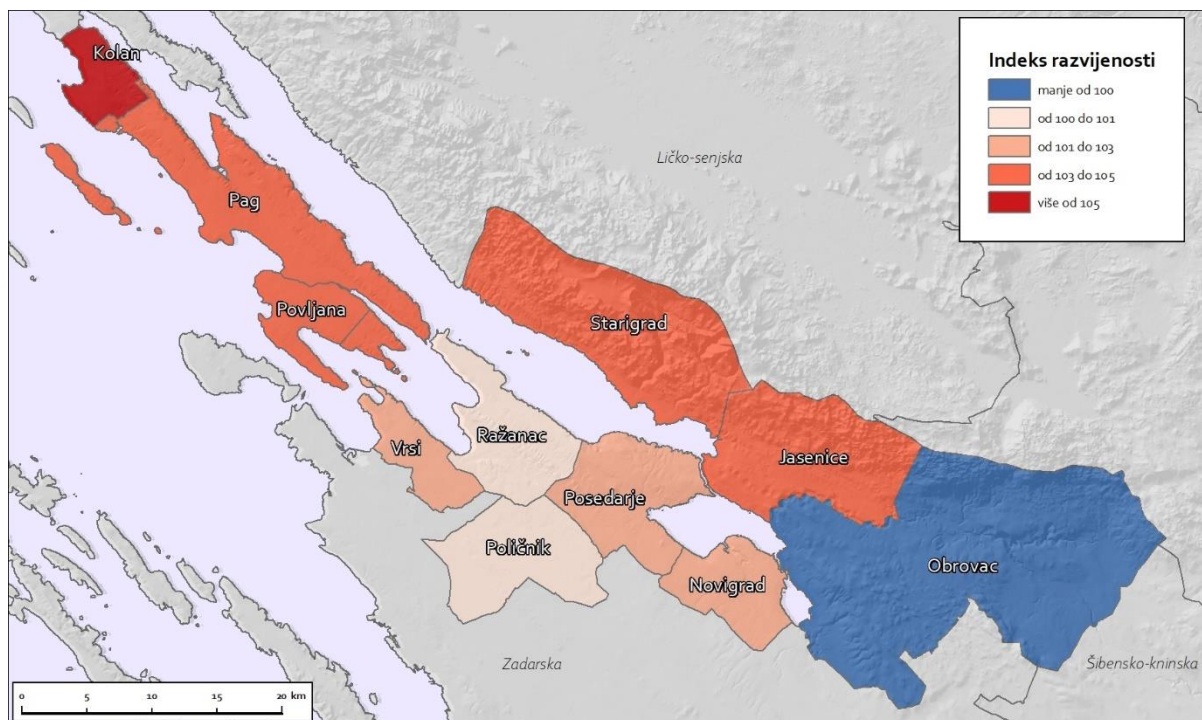 Kolan
Indeks razvijenosti
manje od 100
od 100 do 101
od 101 do 103
od 103 do 105
više od 105
Ličko-senjska
Pag
Povljana
Starigrad
Ražanac
Vrsi
Jasenice
Posedarje
Poličnik
Obrovac
Novigrad
Zadarska
Šibensko-kninska
0 5 10 15 20 km